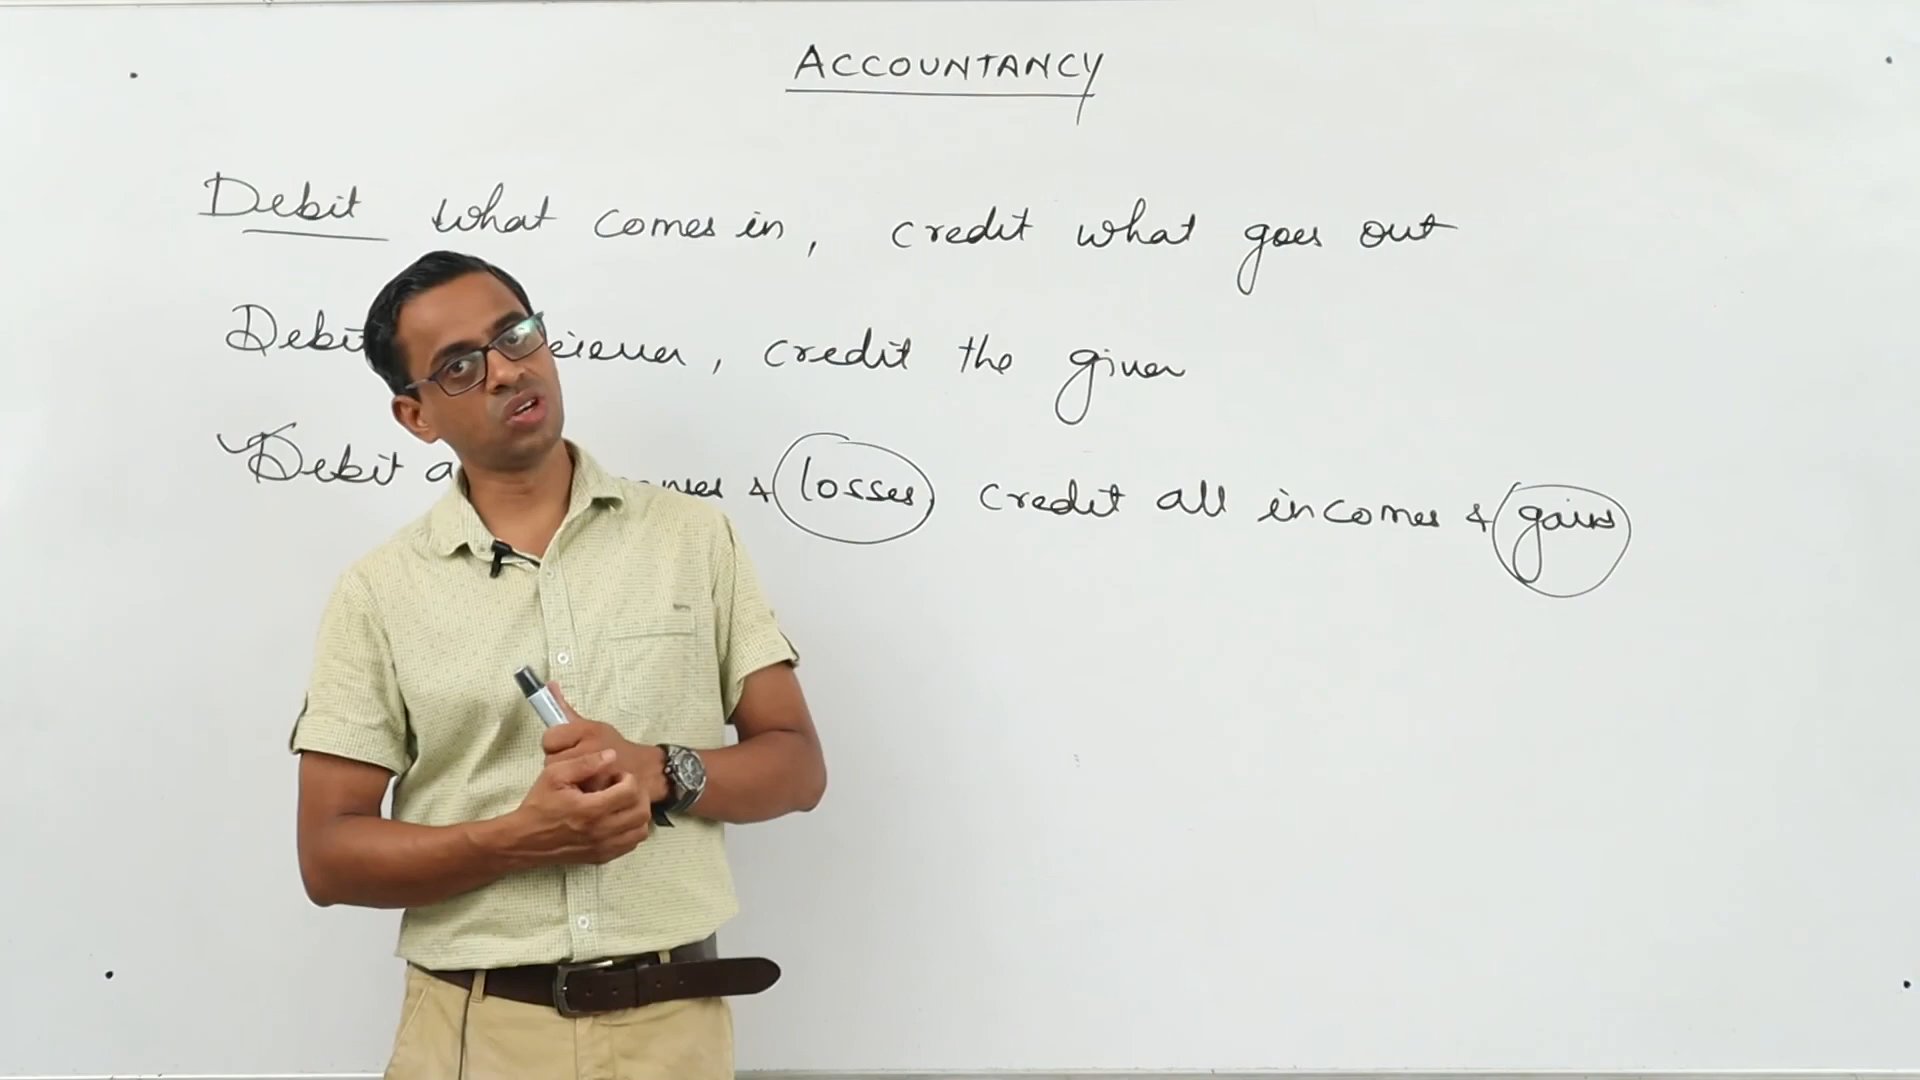 ACCOUNTANCY
Debit what comes in, credit what goes out
Debit , credit the giver
Debit & losses credit all incomes & gains